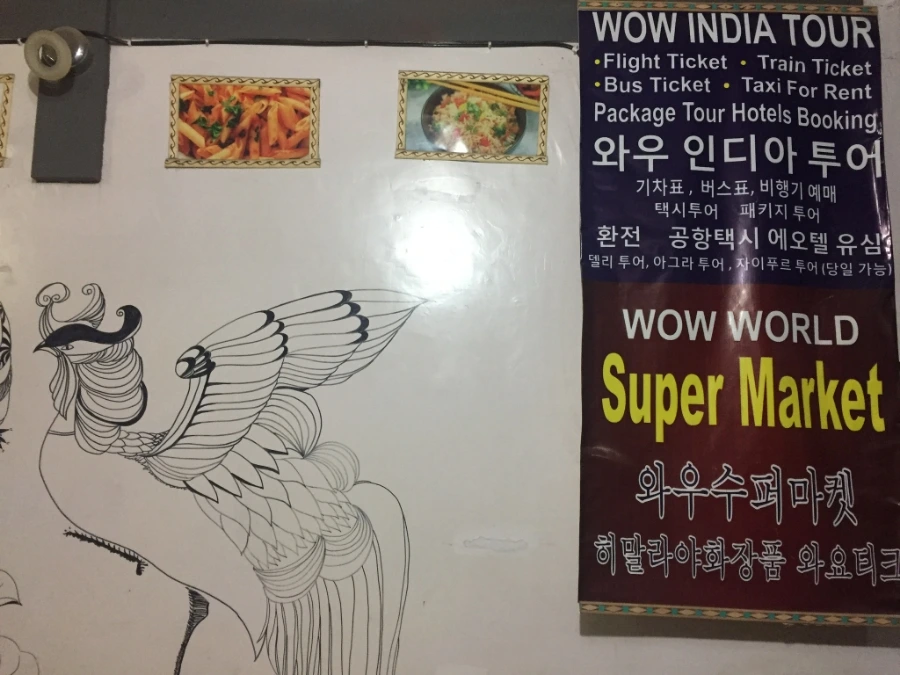 WOW INDIA TOUR
•Flight Ticket • Train Ticket
•Bus Ticket • Taxi For Rent
Package Tour Hotels Booking
와우 인디아 투어
기차표 , 버스표, 비행기 예매
택시투어 패키지 투어
환전 공항택시 에오텔 유심
델리 투어, 아그라 투어 , 자이푸르 투어 (당일 가능)
WOW WORLD
Super Market
와우수퍼마켓
히말라야화장품 와요티크